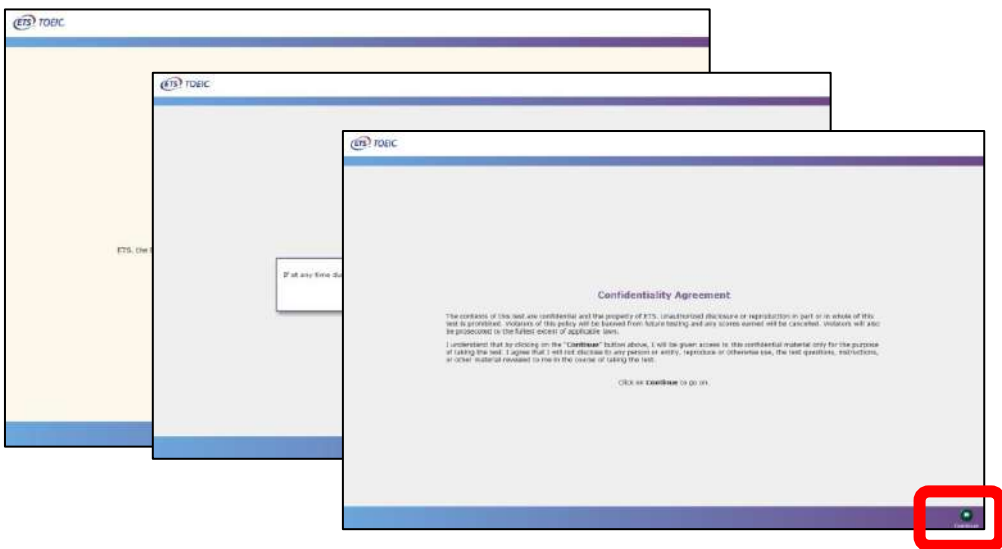 ETS TOEIC
ETS TOEIC
ETS TOEIC
ETS, the
If at any time du
Confidentiality Agreement
The contents of this test are confidential and the property of ETS. Unauthorized disclosure or reproduction in part or in whole of this
test is prohibited. Violators of this policy will be banned from future testing and any scores earned will be cancelled. Violators will also
be prosecuted to the fullest extent of applicable laws.
I understand that by clicking on the "Continue" button above, I will be given access to this confidential material only for the purpose
of taking the test. I agree that I will not disclose to any person or entity, reproduce or otherwise use, the test questions, instructions,
or other material revealed to me in the course of taking the test.
Click on Continue to go on.
Continue